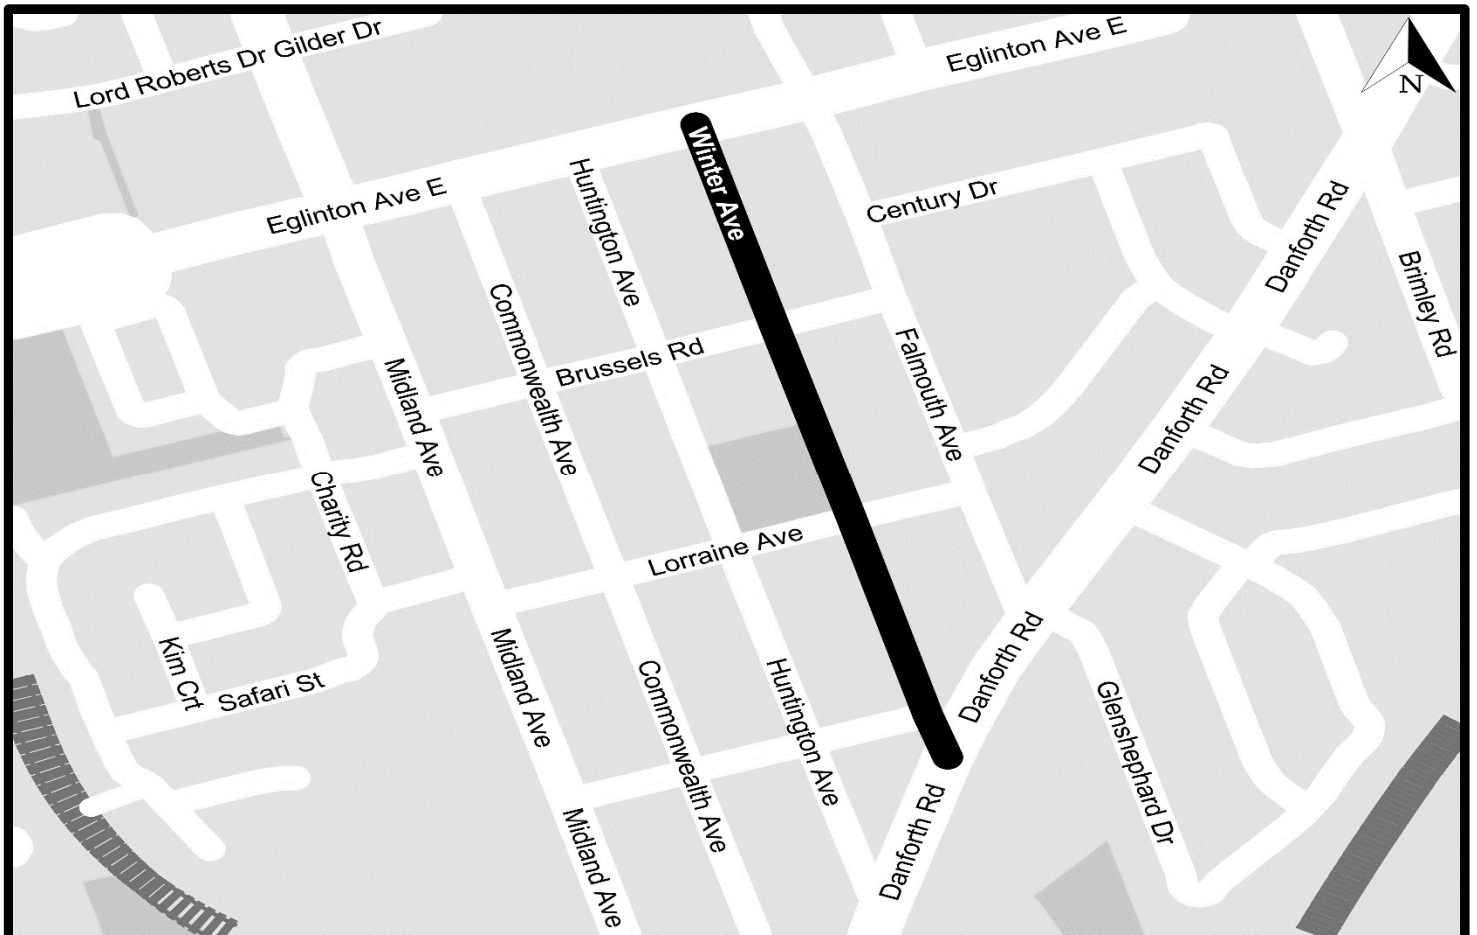 Lord Roberts Dr Gilder Dr
Eglinton Ave E
N
Winter Ave
Eglinton Ave E
Huntington Ave
Century Dr
Danforth Rd
Brimley Rd
Commonwealth Ave
Brussels Rd
Falmouth Ave
Midland Ave
Danforth Rd
Charity Rd
Lorraine Ave
Kim Crt
Safari St
Midland Ave
Commonwealth Ave
Huntington Ave
Danforth Rd
Glenshephard Dr
Midland Ave
Danforth Rd